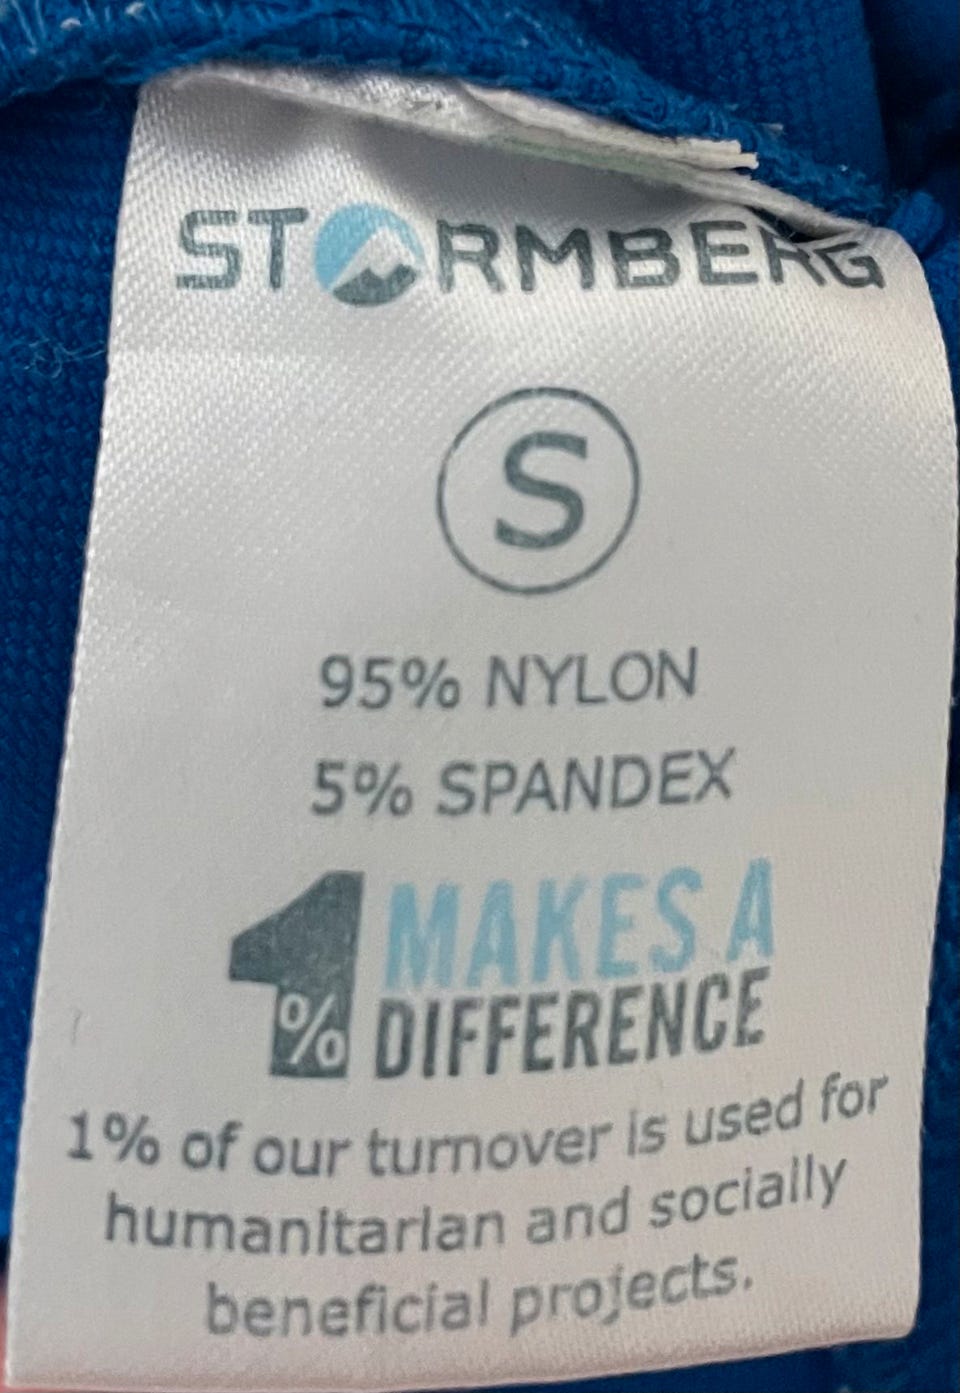 STORMBERG
S
95% NYLON
5% SPANDEX
1% MAKES A
DIFFERENCE
1% of our turnover is used for
humanitarian and socially
beneficial projects.